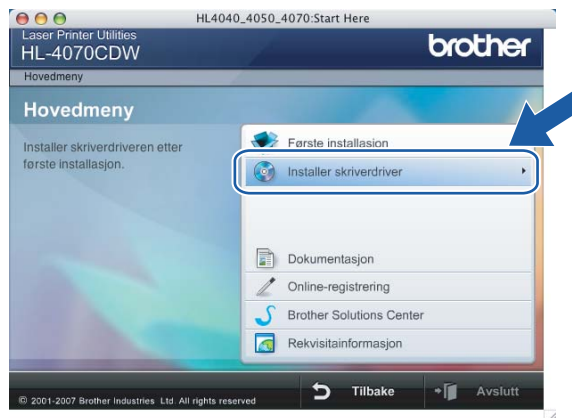 HL4040_4050_4070:Start Here
Laser Printer Utilities
HL-4070CDW
brother
Hovedmeny
Hovedmeny
Installer skriverdriveren etter
første installasjon.
Første installasjon
Installer skriverdriver
Dokumentasjon
Online-registrering
Brother Solutions Center
Rekvisitainformasjon
© 2001-2007 Brother Industries Ltd. All rights reserved
Tilbake
Avslutt